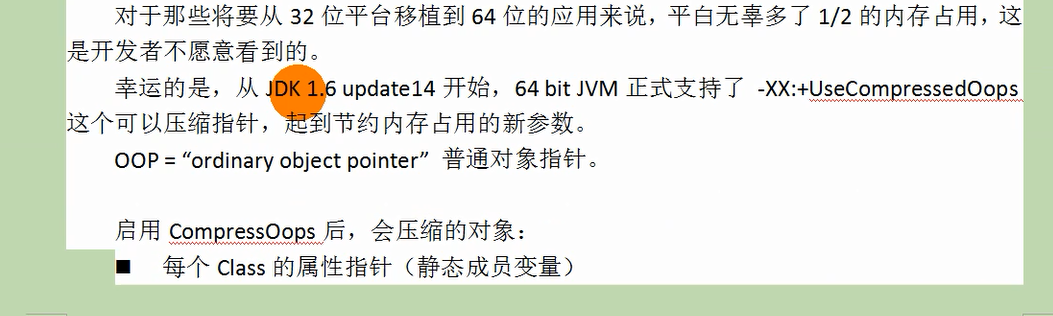 对于那些将要从 32 位平台移植到 64 位的应用来说，平白无辜多了 1/2 的内存占用，这
是开发者不愿意看到的。
幸运的是，从 JDK 1.6 update14 开始，64 bit JVM 正式支持了 -XX:+UseCompressedOops
这个可以压缩指针，起到节约内存占用的新参数。
OOP = “ordinary object pointer” 普通对象指针。
启用 CompressOops 后，会压缩的对象：
■ 每个 Class 的属性指针（静态成员变量）